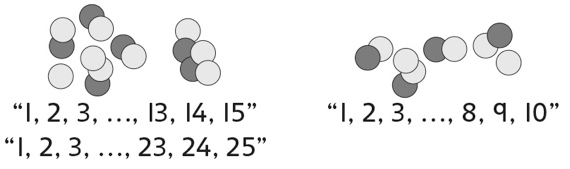 “1, 2, 3, …, 13, 14, 15”
“1, 2, 3, …, 23, 24, 25”
“1, 2, 3, …, 8, 9, 10”